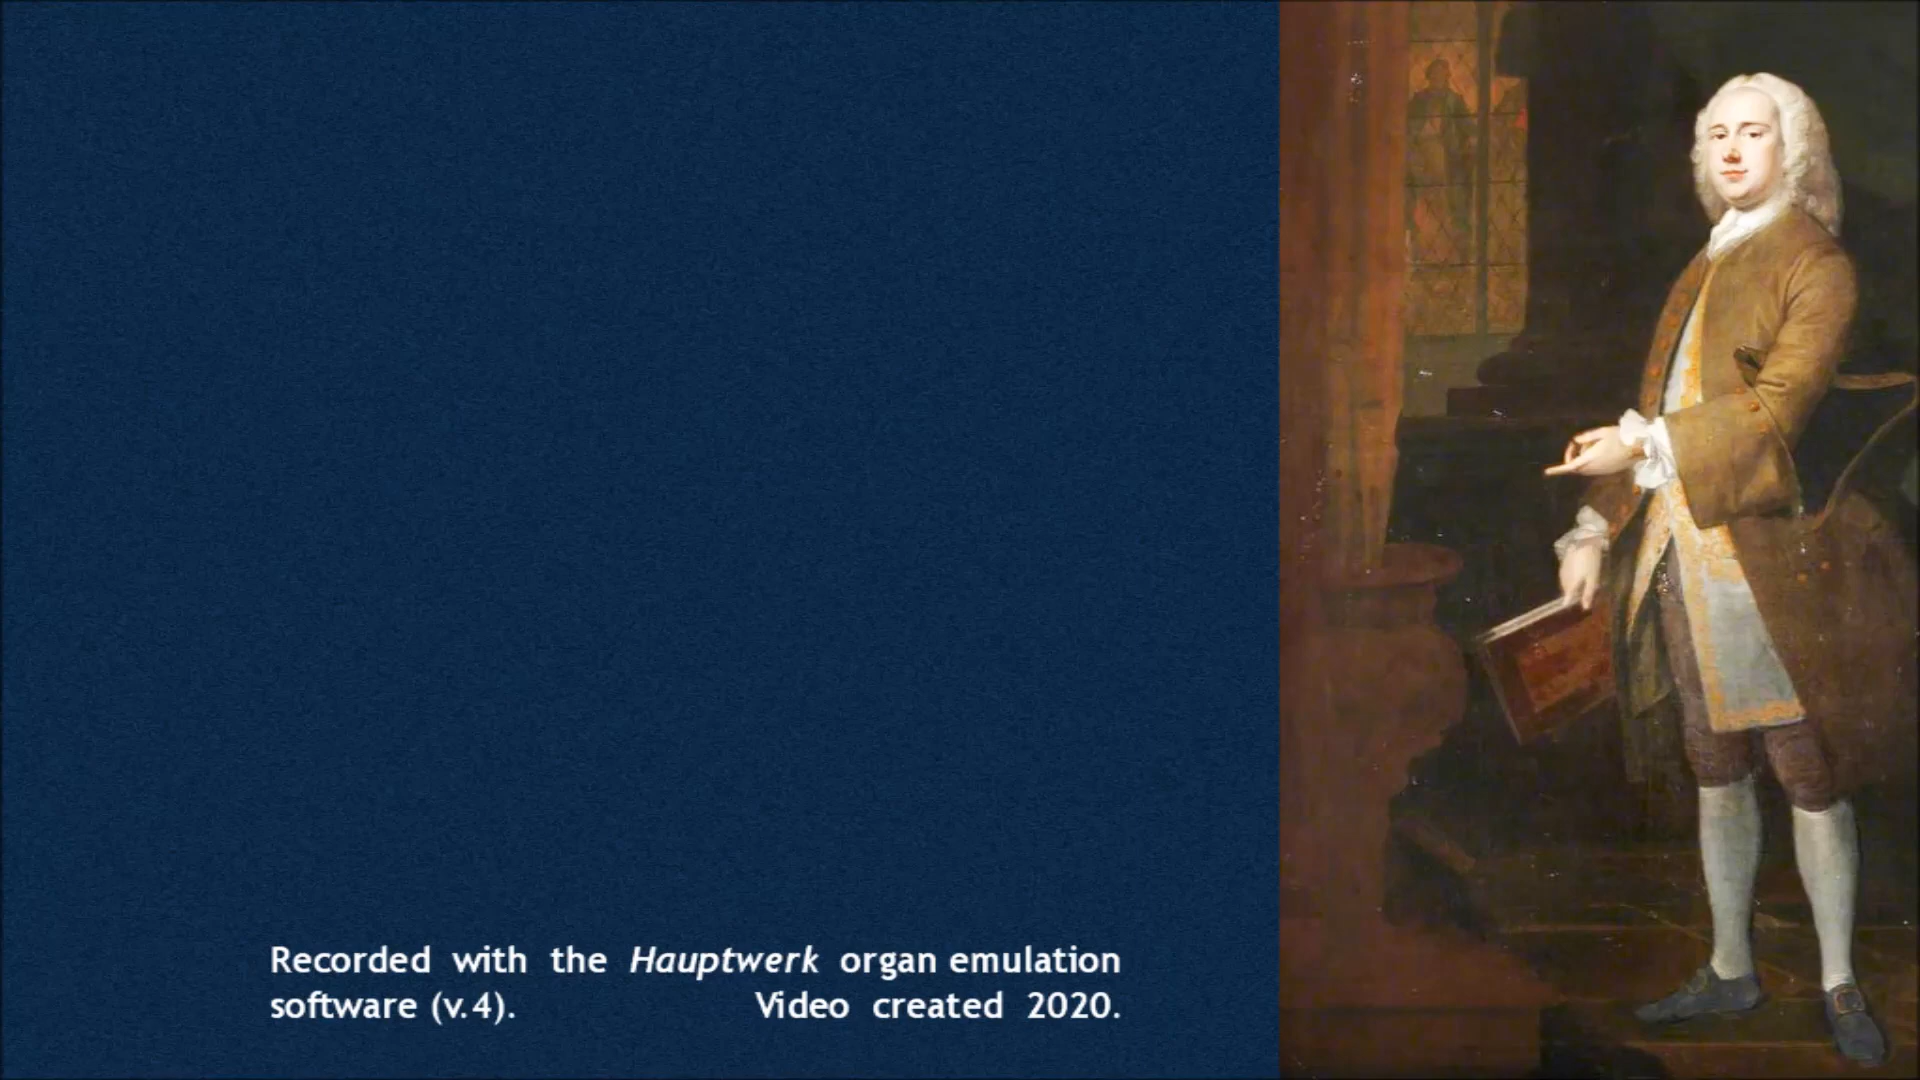 Recorded with the Hauptwerk organ emulation
software (v.4). Video created 2020.